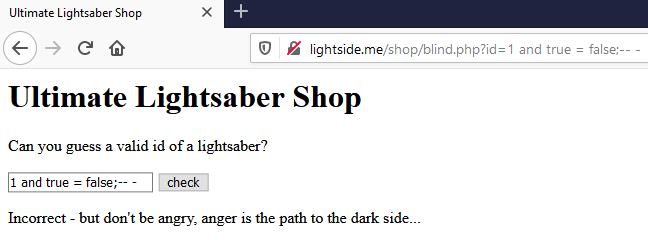 Ultimate Lightsaber Shop
lightside.me/shop/blind.php?id=1 and true = false;-- -
Ultimate Lightsaber Shop
Can you guess a valid id of a lightsaber?
1 and true = false;-- - check
Incorrect - but don't be angry, anger is the path to the dark side...